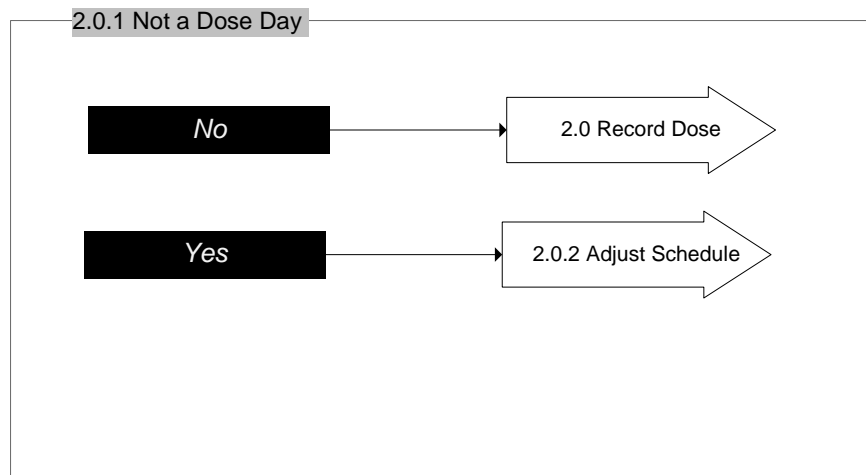 2.0.1 Not a Dose Day
No
2.0 Record Dose
Yes
2.0.2 Adjust Schedule